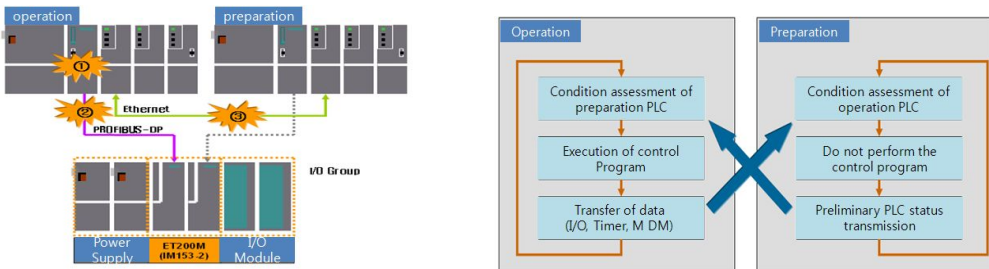 operation
preparation
①
②
③
Ethernet
PROFIBUS-DP
I/O Group
Power
Supply
ET200M
(IM153-2)
I/O
Module
Operation
Condition assessment of
preparation PLC
Execution of control
Program
Transfer of data
(I/O, Timer, M DM)
Preparation
Condition assessment of
operation PLC
Do not perform the
control program
Preliminary PLC status
transmission